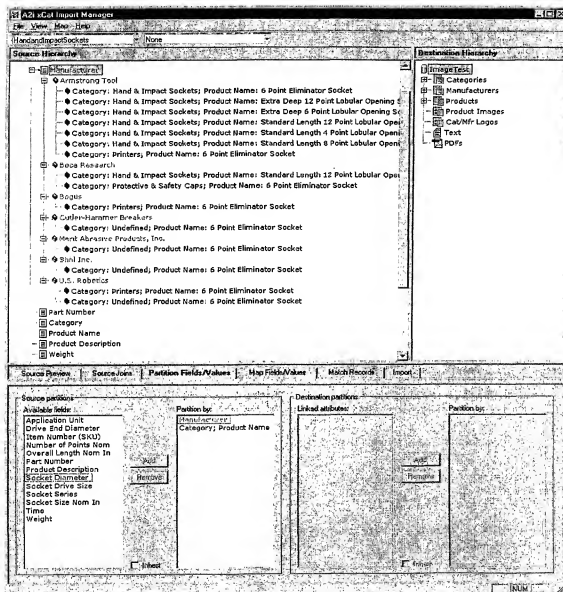 A2i xCat Import Manager
File View Map Help
HandandImpactSockets None
Source Hierarchy
Manufacturer
Armstrong Tool
Category: Hand & Impact Sockets; Product Name: 6 Point Eliminator Socket
Category: Hand & Impact Sockets; Product Name: Extra Deep 12 Point Lobular Opening S
Category: Hand & Impact Sockets; Product Name: Extra Deep 6 Point Lobular Opening So
Category: Hand & Impact Sockets; Product Name: Standard Length 12 Point Lobular Open
Category: Hand & Impact Sockets; Product Name: Standard Length 4 Point Lobular Openi
Category: Hand & Impact Sockets; Product Name: Standard Length 8 Point Lobular Openi
Category: Printers; Product Name: 6 Point Eliminator Socket
Research
Category: Hand & Impact Sockets; Product Name: Standard Length 12 Point Lobular Open
Category: Protective & Safety Caps; Product Name: 6 Point Eliminator Socket
Bogus
Category: Printers; Product Name: 6 Point Eliminator Socket
Cutler-Hammer Breakers
Category: Undefined; Product Name: 6 Point Eliminator Socket
Merit Abrasive Products, Inc.
Category: Undefined; Product Name: 6 Point Eliminator Socket
Inc.
Category: Undefined; Product Name: 6 Point Eliminator Socket
U.S. Robotics
Category: Printers; Product Name: 6 Point Eliminator Socket
Category: Undefined; Product Name: 6 Point Eliminator Socket
Part Number
Category
Product Name
Product Description
Weight
Destination Hierarchy
ImageTest
Categories
Manufacturers
Products
Product Images
Cat/Mfr Logos
Text
PDFs
Source Preview Source Joins Partition Fields/Values Map Fields/Values Match Records Import
Source partitions
Available fields:
Application Unit
Drive End Diameter
Item Number (SKU)
Number of Points Nom
Overall Length Nom In
Part Number
Product Description
Socket Diameter
Socket Drive Size
Socket Series
Socket Size Nom In
Time
Weight
Add
Remove
Inherit
Partition by:
Manufacturer
Category; Product Name
Destination partitions
Linked attributes:
Add
Remove
Inherit
Partition by:
NUM